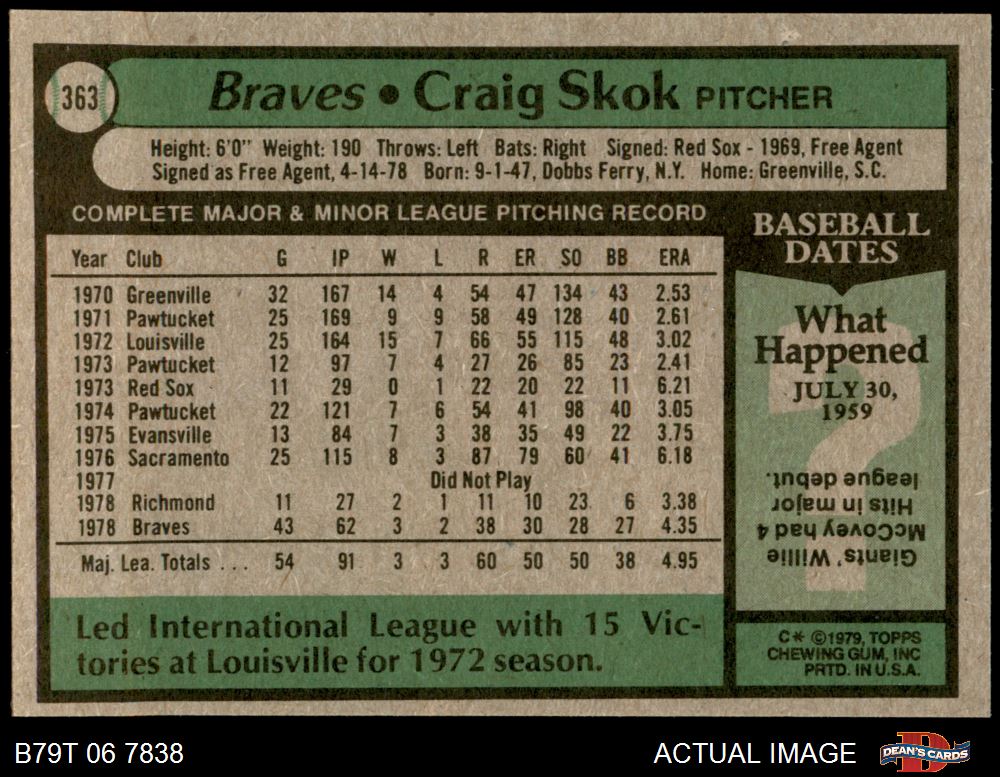 363
Braves • Craig Skok PITCHER
Height: 6'0" Weight: 190 Throws: Left Bats: Right Signed: Red Sox - 1969, Free Agent
Signed as Free Agent, 4-14-78 Born: 9-1-47, Dobbs Ferry, N.Y. Home: Greenville, S.C.
COMPLETE MAJOR & MINOR LEAGUE PITCHING RECORD
Year Club G IP W L R ER SO BB ERA
1970 Greenville 32 167 14 4 54 47 134 43 2.53
1971 Pawtucket 25 169 9 9 58 49 128 40 2.61
1972 Louisville 25 164 15 7 66 55 115 48 3.02
1973 Pawtucket 12 97 7 4 27 26 85 23 2.41
1973 Red Sox 11 29 0 1 22 20 22 11 6.21
1974 Pawtucket 22 121 7 6 54 41 98 40 3.05
1975 Evansville 13 84 7 3 38 35 49 22 3.75
1976 Sacramento 25 115 8 3 87 79 60 41 6.18
1977 Did Not Play
1978 Richmond 11 27 2 1 11 10 23 6 3.38
1978 Braves 43 62 3 2 38 30 28 27 4.35
Maj. Lea. Totals ... 54 91 3 3 60 50 50 38 4.95
Led International League with 15 Vic-
tories at Louisville for 1972 season.
BASEBALL
DATES
What
Happened
JULY 30,
1959
Giants' Willie
McCovey had 4
Hits in major
league debut.
C* ©1979, TOPPS
CHEWING GUM, INC
PRTD. IN U.S.A.
B79T 06 7838
ACTUAL IMAGE
DEAN'S CARDS